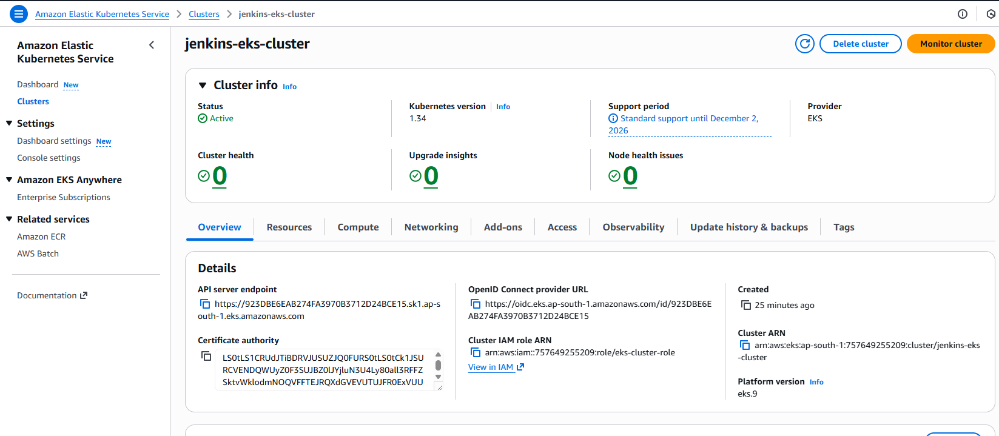 Amazon Elastic Kubernetes Service > Clusters > jenkins-eks-cluster
Amazon Elastic
Kubernetes Service
Dashboard New
Clusters
Settings
Dashboard settings New
Console settings
Amazon EKS Anywhere
Enterprise Subscriptions
Related services
Amazon ECR
AWS Batch
Documentation
jenkins-eks-cluster
Delete cluster
Monitor cluster
Cluster info Info
Status
Active
Kubernetes version Info
1.34
Support period
Standard support until December 2,
2026
Provider
EKS
Cluster health
0
Upgrade insights
0
Node health issues
0
Overview
Resources
Compute
Networking
Add-ons
Access
Observability
Update history & backups
Tags
Details
API server endpoint
https://923DBE6EAB274FA3970B3712D24BCE15.sk1.ap-s
outh-1.eks.amazonaws.com
Certificate authority
LS0tLS1CRUdJTiBDRVJUSUZJQ0FURS0tLS0tCk1JSU
RCVENDQWUyZ0F3SUJBZ0lJYjluN3U4Ly80all3RFFZ
SktvWklodmNOQVFFTEJRQXdGVEVUTUJFR0ExVUU
OpenID Connect provider URL
https://oidc.eks.ap-south-1.amazonaws.com/id/923DBE6E
AB274FA3970B3712D24BCE15
Cluster IAM role ARN
arn:aws:iam::757649255209:role/eks-cluster-role
View in IAM
Created
25 minutes ago
Cluster ARN
arn:aws:eks:ap-south-1:757649255209:cluster/jenkins-eks
-cluster
Platform version Info
eks.9